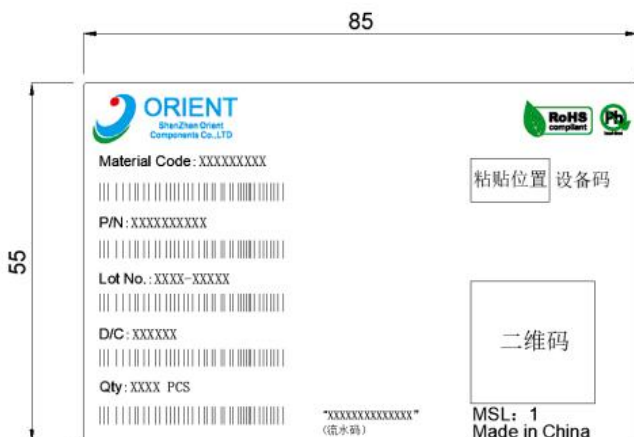 85
55
ORIENT
ShenZhen Orient
Components Co.,LTD
RoHS
compliant
Pb
Material Code: XXXXXXXXX
粘贴位置 设备码
P/N: XXXXXXXXXX
Lot No.: XXXX-XXXXX
D/C: XXXXXX
二维码
Qty: XXXX PCS
"XXXXXXXXXXXXXX"
(流水码)
MSL: 1
Made in China